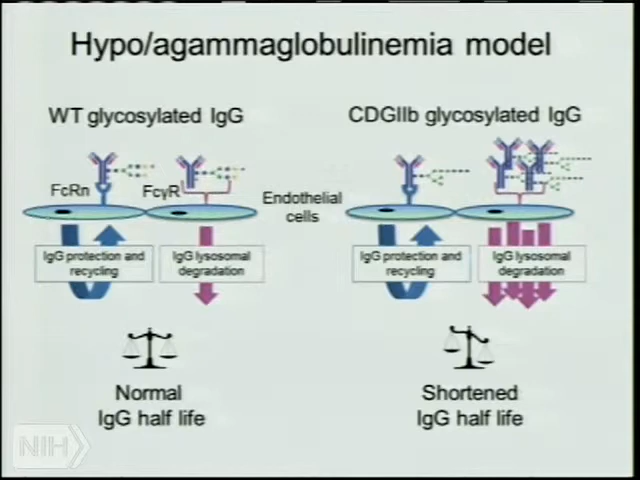 Hypo/agammaglobulinemia model
WT glycosylated IgG
CDGIIb glycosylated IgG
FcRn
FcγR
Endothelial
cells
IgG protection and
recycling
IgG lysosomal
degradation
IgG protection and
recycling
IgG lysosomal
degradation
Normal
IgG half life
Shortened
IgG half life
NIH